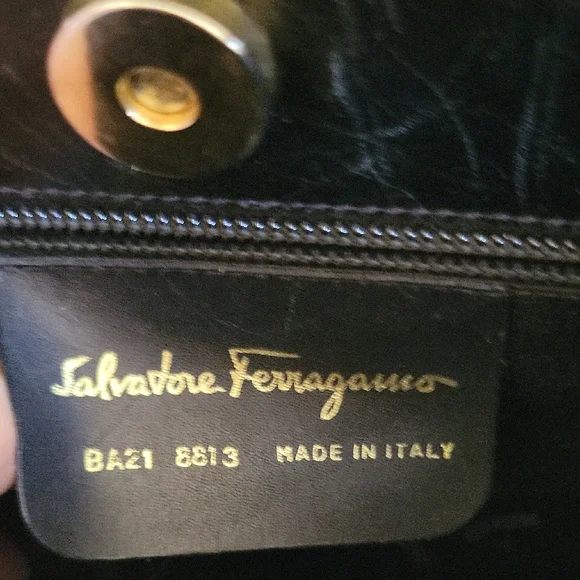 Salvatore Ferragamo
BA21 8813 MADE IN ITALY